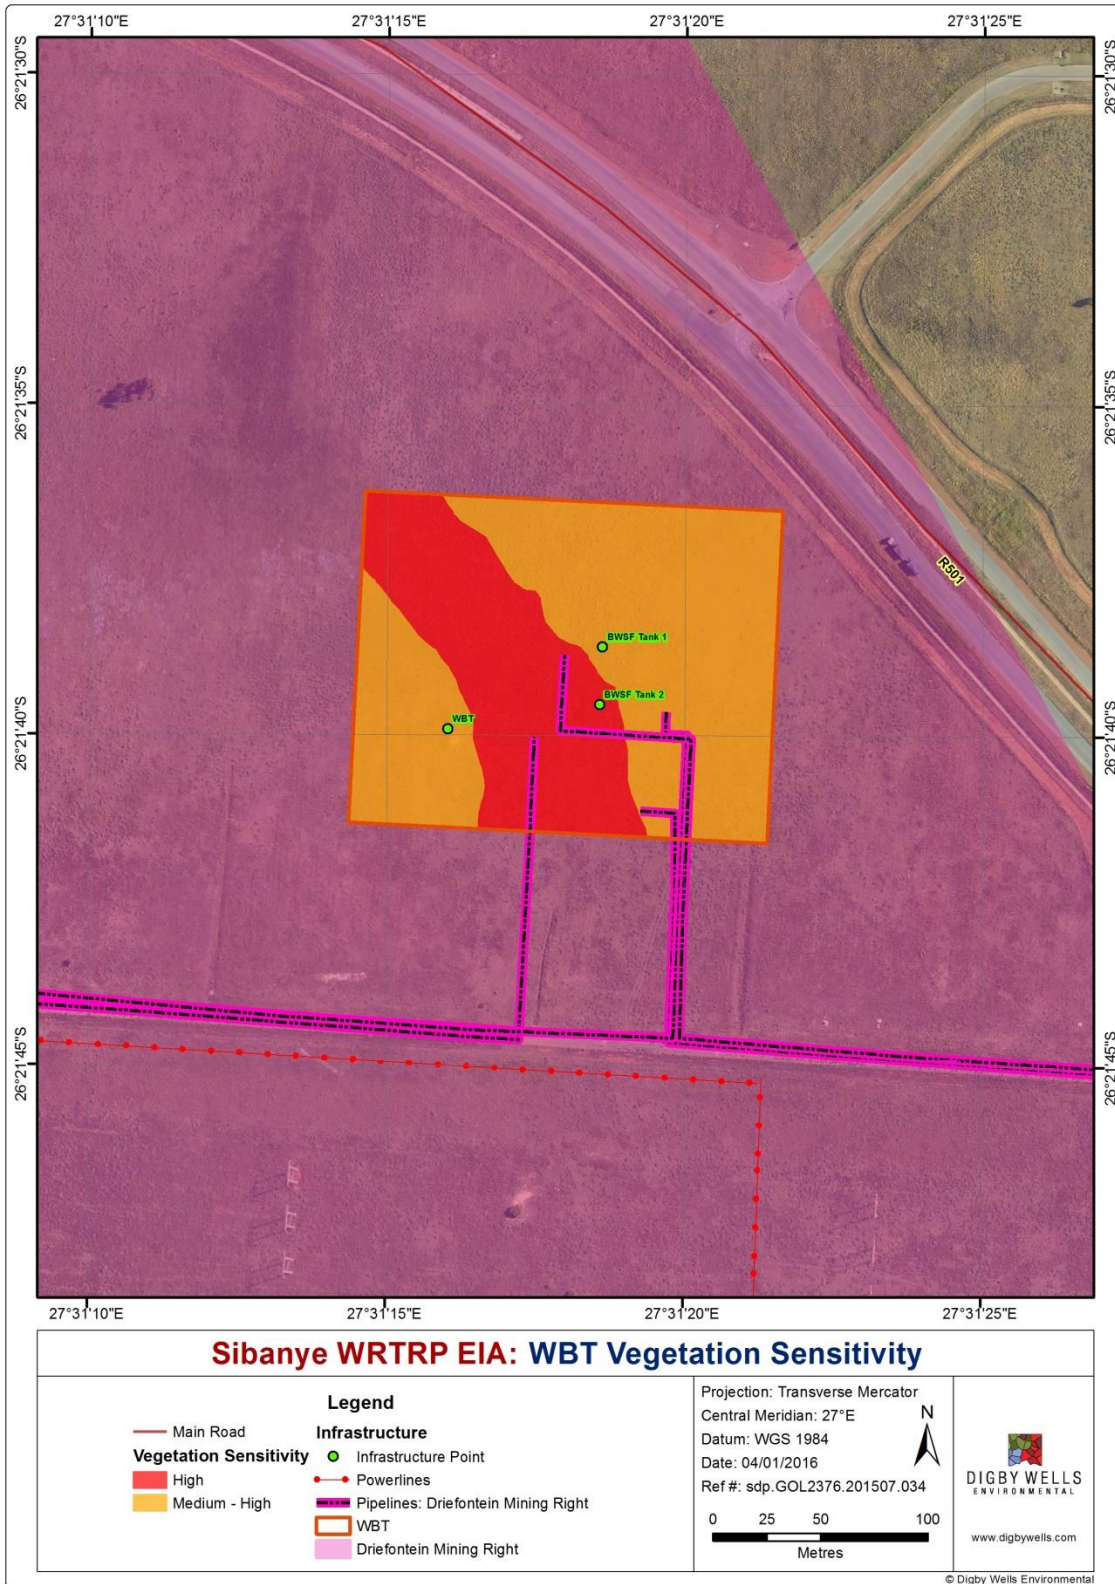 27°31'10"E 27°31'15"E 27°31'20"E 27°31'25"E
26°21'30"S 26°21'30"S
26°21'35"S 26°21'35"S
R501
BWSF Tank 1
BWSF Tank 2
WBT
26°21'40"S 26°21'40"S
26°21'45"S 26°21'45"S
27°31'10"E 27°31'15"E 27°31'20"E 27°31'25"E
Sibanye WRTRP EIA: WBT Vegetation Sensitivity
Legend
Main Road
Vegetation Sensitivity
High
Medium - High
Infrastructure
Infrastructure Point
Powerlines
Pipelines: Driefontein Mining Right
WBT
Driefontein Mining Right
Projection: Transverse Mercator
Central Meridian: 27°E
Datum: WGS 1984
Date: 04/01/2016
Ref #: sdp.GOL2376.201507.034
N
0 25 50 100
Metres
DIGBY WELLS
ENVIRONMENTAL
www.digbywells.com
© Digby Wells Environmental